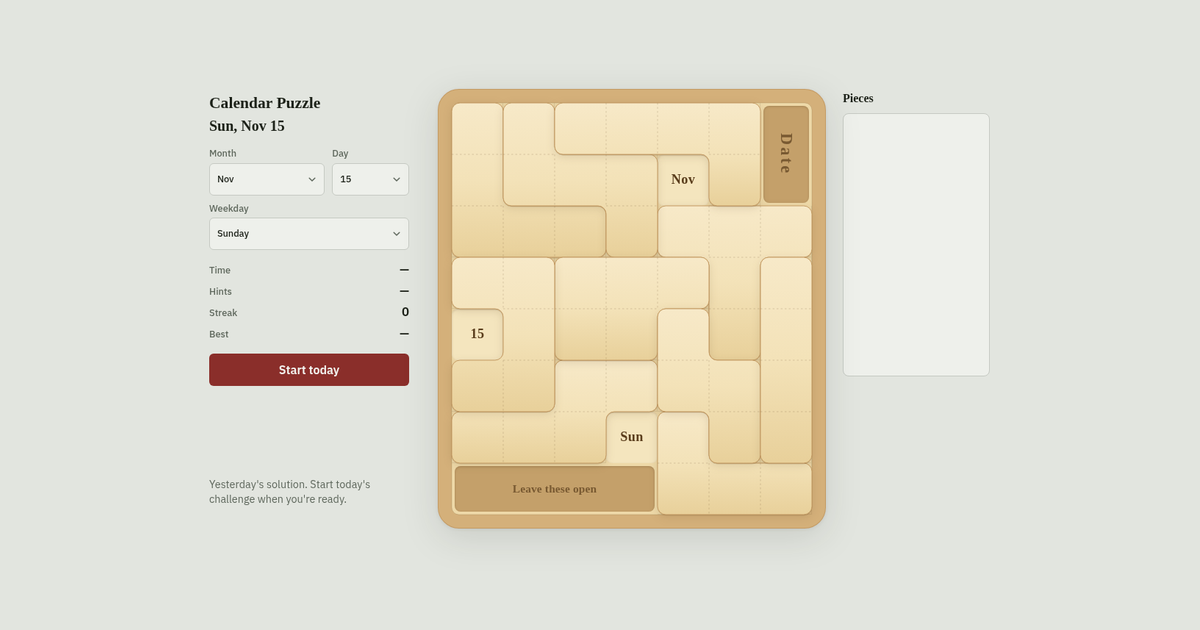 Calendar Puzzle
Sun, Nov 15
Month
Day
Nov
15
Weekday
Sunday
Time
—
Hints
—
Streak
0
Best
—
Start today
Yesterday's solution. Start today's
challenge when you're ready.
Date
Nov
15
Sun
Leave these open
Pieces